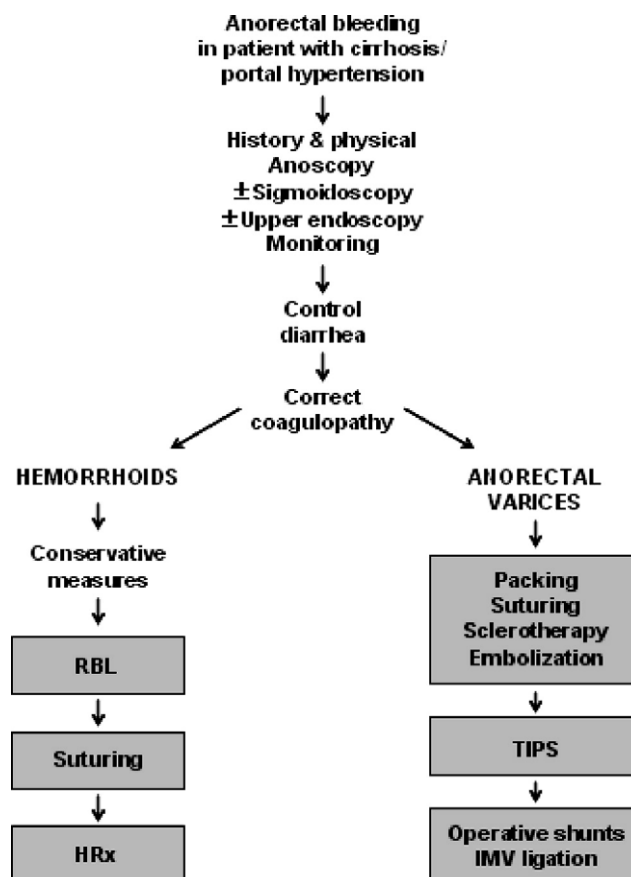 Anorectal bleeding
in patient with cirrhosis/
portal hypertension
History & physical
Anoscopy
±Sigmoidoscopy
±Upper endoscopy
Monitoring
Control
diarrhea
Correct
coagulopathy
HEMORRHOIDS
Conservative
measures
RBL
Suturing
HRx
ANORECTAL
VARICES
Packing
Suturing
Sclerotherapy
Embolization
TIPS
Operative shunts
IMV ligation